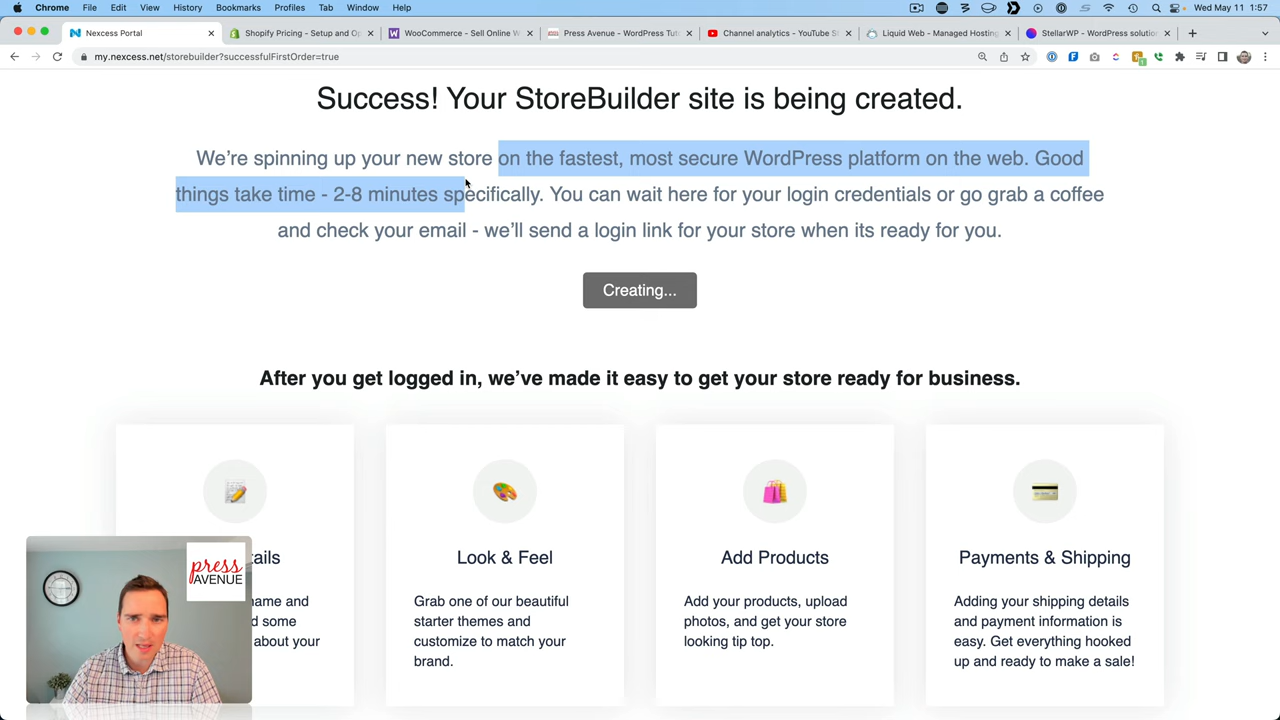 Chrome File Edit View History Bookmarks Profiles Tab Window Help
Wed May 11 1:57
Nexcess Portal
Shopify Pricing - Setup and Op
WooCommerce - Sell Online W
Press Avenue - WordPress Tut
Channel analytics - YouTube S
Liquid Web - Managed Hosting
StellarWP - WordPress solutio
my.nexcess.net/storebuilder?successfulFirstOrder=true
Success! Your StoreBuilder site is being created.
We’re spinning up your new store on the fastest, most secure WordPress platform on the web. Good
things take time - 2-8 minutes specifically. You can wait here for your login credentials or go grab a coffee
and check your email - we’ll send a login link for your store when its ready for you.
Creating...
After you get logged in, we’ve made it easy to get your store ready for business.
tails
ame and
d some
about your
Look & Feel
Grab one of our beautiful
starter themes and
customize to match your
brand.
Add Products
Add your products, upload
photos, and get your store
looking tip top.
Payments & Shipping
Adding your shipping details
and payment information is
easy. Get everything hooked
up and ready to make a sale!
press
AVENUE